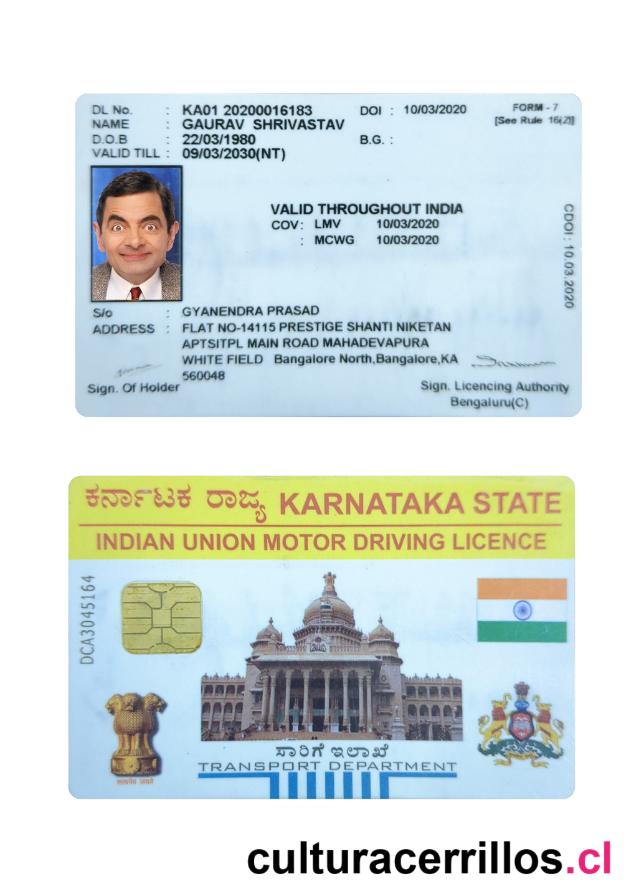 DL No. : KA01 20200016183 DOI : 10/03/2020 FORM - 7
NAME : GAURAV SHRIVASTAV [See Rule 16(2)]
D.O.B : 22/03/1980 B.G. :
VALID TILL : 09/03/2030(NT)
VALID THROUGHOUT INDIA
COV : LMV 10/03/2020
: MCWG 10/03/2020
CDOI : 10.03.2020
S/o : GYANENDRA PRASAD
ADDRESS : FLAT NO-14115 PRESTIGE SHANTI NIKETAN
APTSITPL MAIN ROAD MAHADEVAPURA
WHITE FIELD Bangalore North,Bangalore,KA
560048
Sign. Of Holder
Sign. Licencing Authority
Bengaluru(C)
ಕರ್ನಾಟಕ ರಾಜ್ಯ KARNATAKA STATE
INDIAN UNION MOTOR DRIVING LICENCE
DCA3045164
सत्यमेव जयते
ಸಾರಿಗೆ ಇಲಾಖೆ
TRANSPORT DEPARTMENT
culturacerrillos.cl